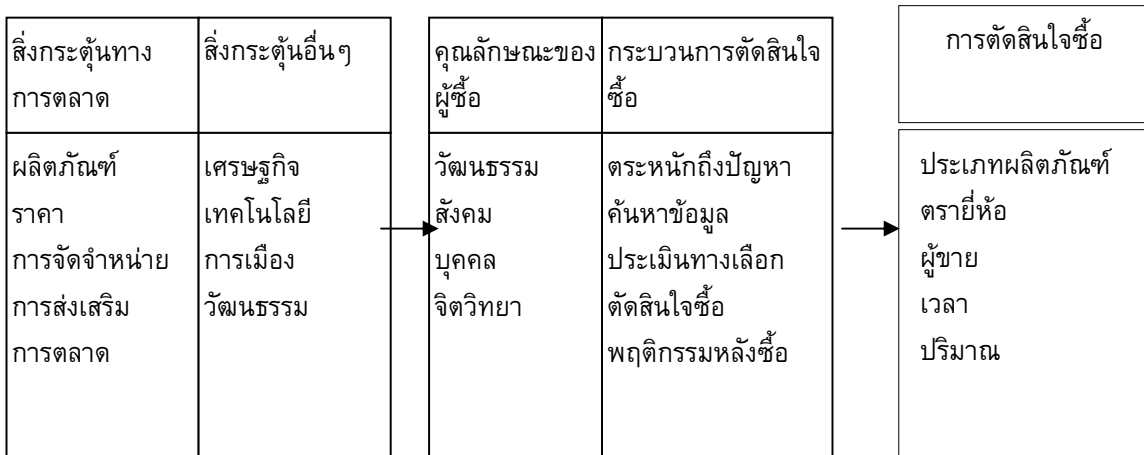 สิ่งกระตุ้นทาง
การตลาด
สิ่งกระตุ้นอื่นๆ
คุณลักษณะของ
ผู้ซื้อ
กระบวนการตัดสินใจ
ซื้อ
การตัดสินใจซื้อ
ผลิตภัณฑ์
ราคา
การจัดจำหน่าย
การส่งเสริม
การตลาด
เศรษฐกิจ
เทคโนโลยี
การเมือง
วัฒนธรรม
วัฒนธรรม
สังคม
บุคคล
จิตวิทยา
ตระหนักถึงปัญหา
ค้นหาข้อมูล
ประเมินทางเลือก
ตัดสินใจซื้อ
พฤติกรรมหลังซื้อ
ประเภทผลิตภัณฑ์
ตรายี่ห้อ
ผู้ขาย
เวลา
ปริมาณ